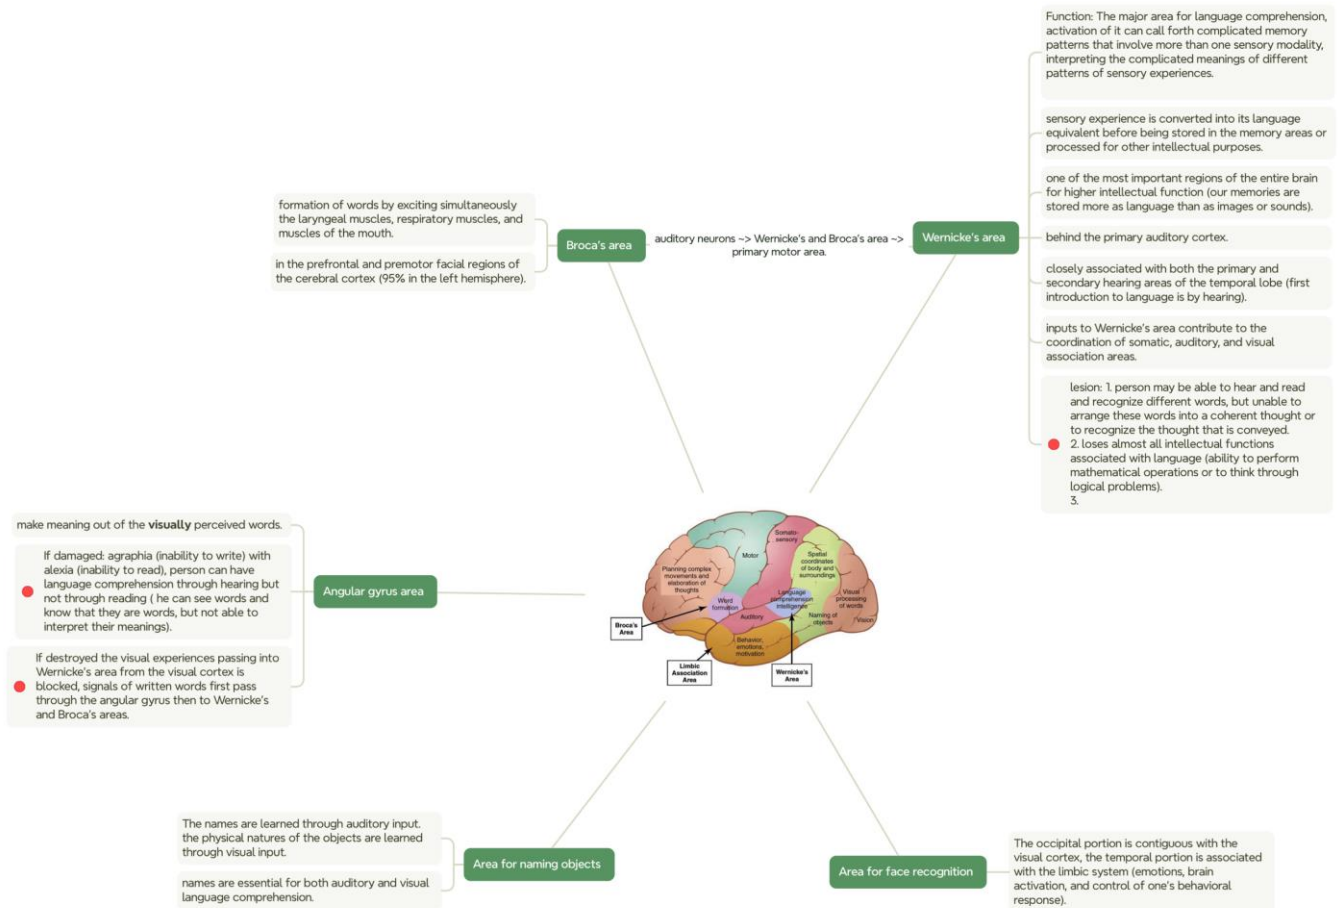 Function: The major area for language comprehension,
activation of it can call forth complicated memory
patterns that involve more than one sensory modality,
interpreting the complicated meanings of different
patterns of sensory experiences.
sensory experience is converted into its language
equivalent before being stored in the memory areas or
processed for other intellectual purposes.
one of the most important regions of the entire brain
for higher intellectual function (our memories are
stored more as language than as images or sounds).
behind the primary auditory cortex.
closely associated with both the primary and
secondary hearing areas of the temporal lobe (first
introduction to language is by hearing).
inputs to Wernicke's area contribute to the
coordination of somatic, auditory, and visual
association areas.
lesion: 1. person may be able to hear and read
and recognize different words, but unable to
arrange these words into a coherent thought or
to recognize the thought that is conveyed.
2. loses almost all intellectual functions
associated with language (ability to perform
mathematical operations or to think through
logical problems).
3.
Wernicke's area
auditory neurons ~> Wernicke's and Broca's area ~>
primary motor area.
Broca's area
formation of words by exciting simultaneously
the laryngeal muscles, respiratory muscles, and
muscles of the mouth.
in the prefrontal and premotor facial regions of
the cerebral cortex (95% in the left hemisphere).
make meaning out of the visually perceived words.
If damaged: agraphia (inability to write) with
alexia (inability to read), person can have
language comprehension through hearing but
not through reading ( he can see words and
know that they are words, but not able to
interpret their meanings).
If destroyed the visual experiences passing into
Wernicke's area from the visual cortex is
blocked, signals of written words first pass
through the angular gyrus then to Wernicke's
and Broca's areas.
Angular gyrus area
Motor
Somato-
sensory
Spatial
coordinates
of body and
surroundings
Planning complex
movements and
elaboration of
thoughts
Word
formation
Language
comprehension
intelligence
Visual
processing
of words
Auditory
Naming of
objects
Vision
Behavior,
emotions,
motivation
Broca's
Area
Limbic
Association
Area
Wernicke's
Area
The names are learned through auditory input.
the physical natures of the objects are learned
through visual input.
names are essential for both auditory and visual
language comprehension.
Area for naming objects
Area for face recognition
The occipital portion is contiguous with the
visual cortex, the temporal portion is associated
with the limbic system (emotions, brain
activation, and control of one's behavioral
response).